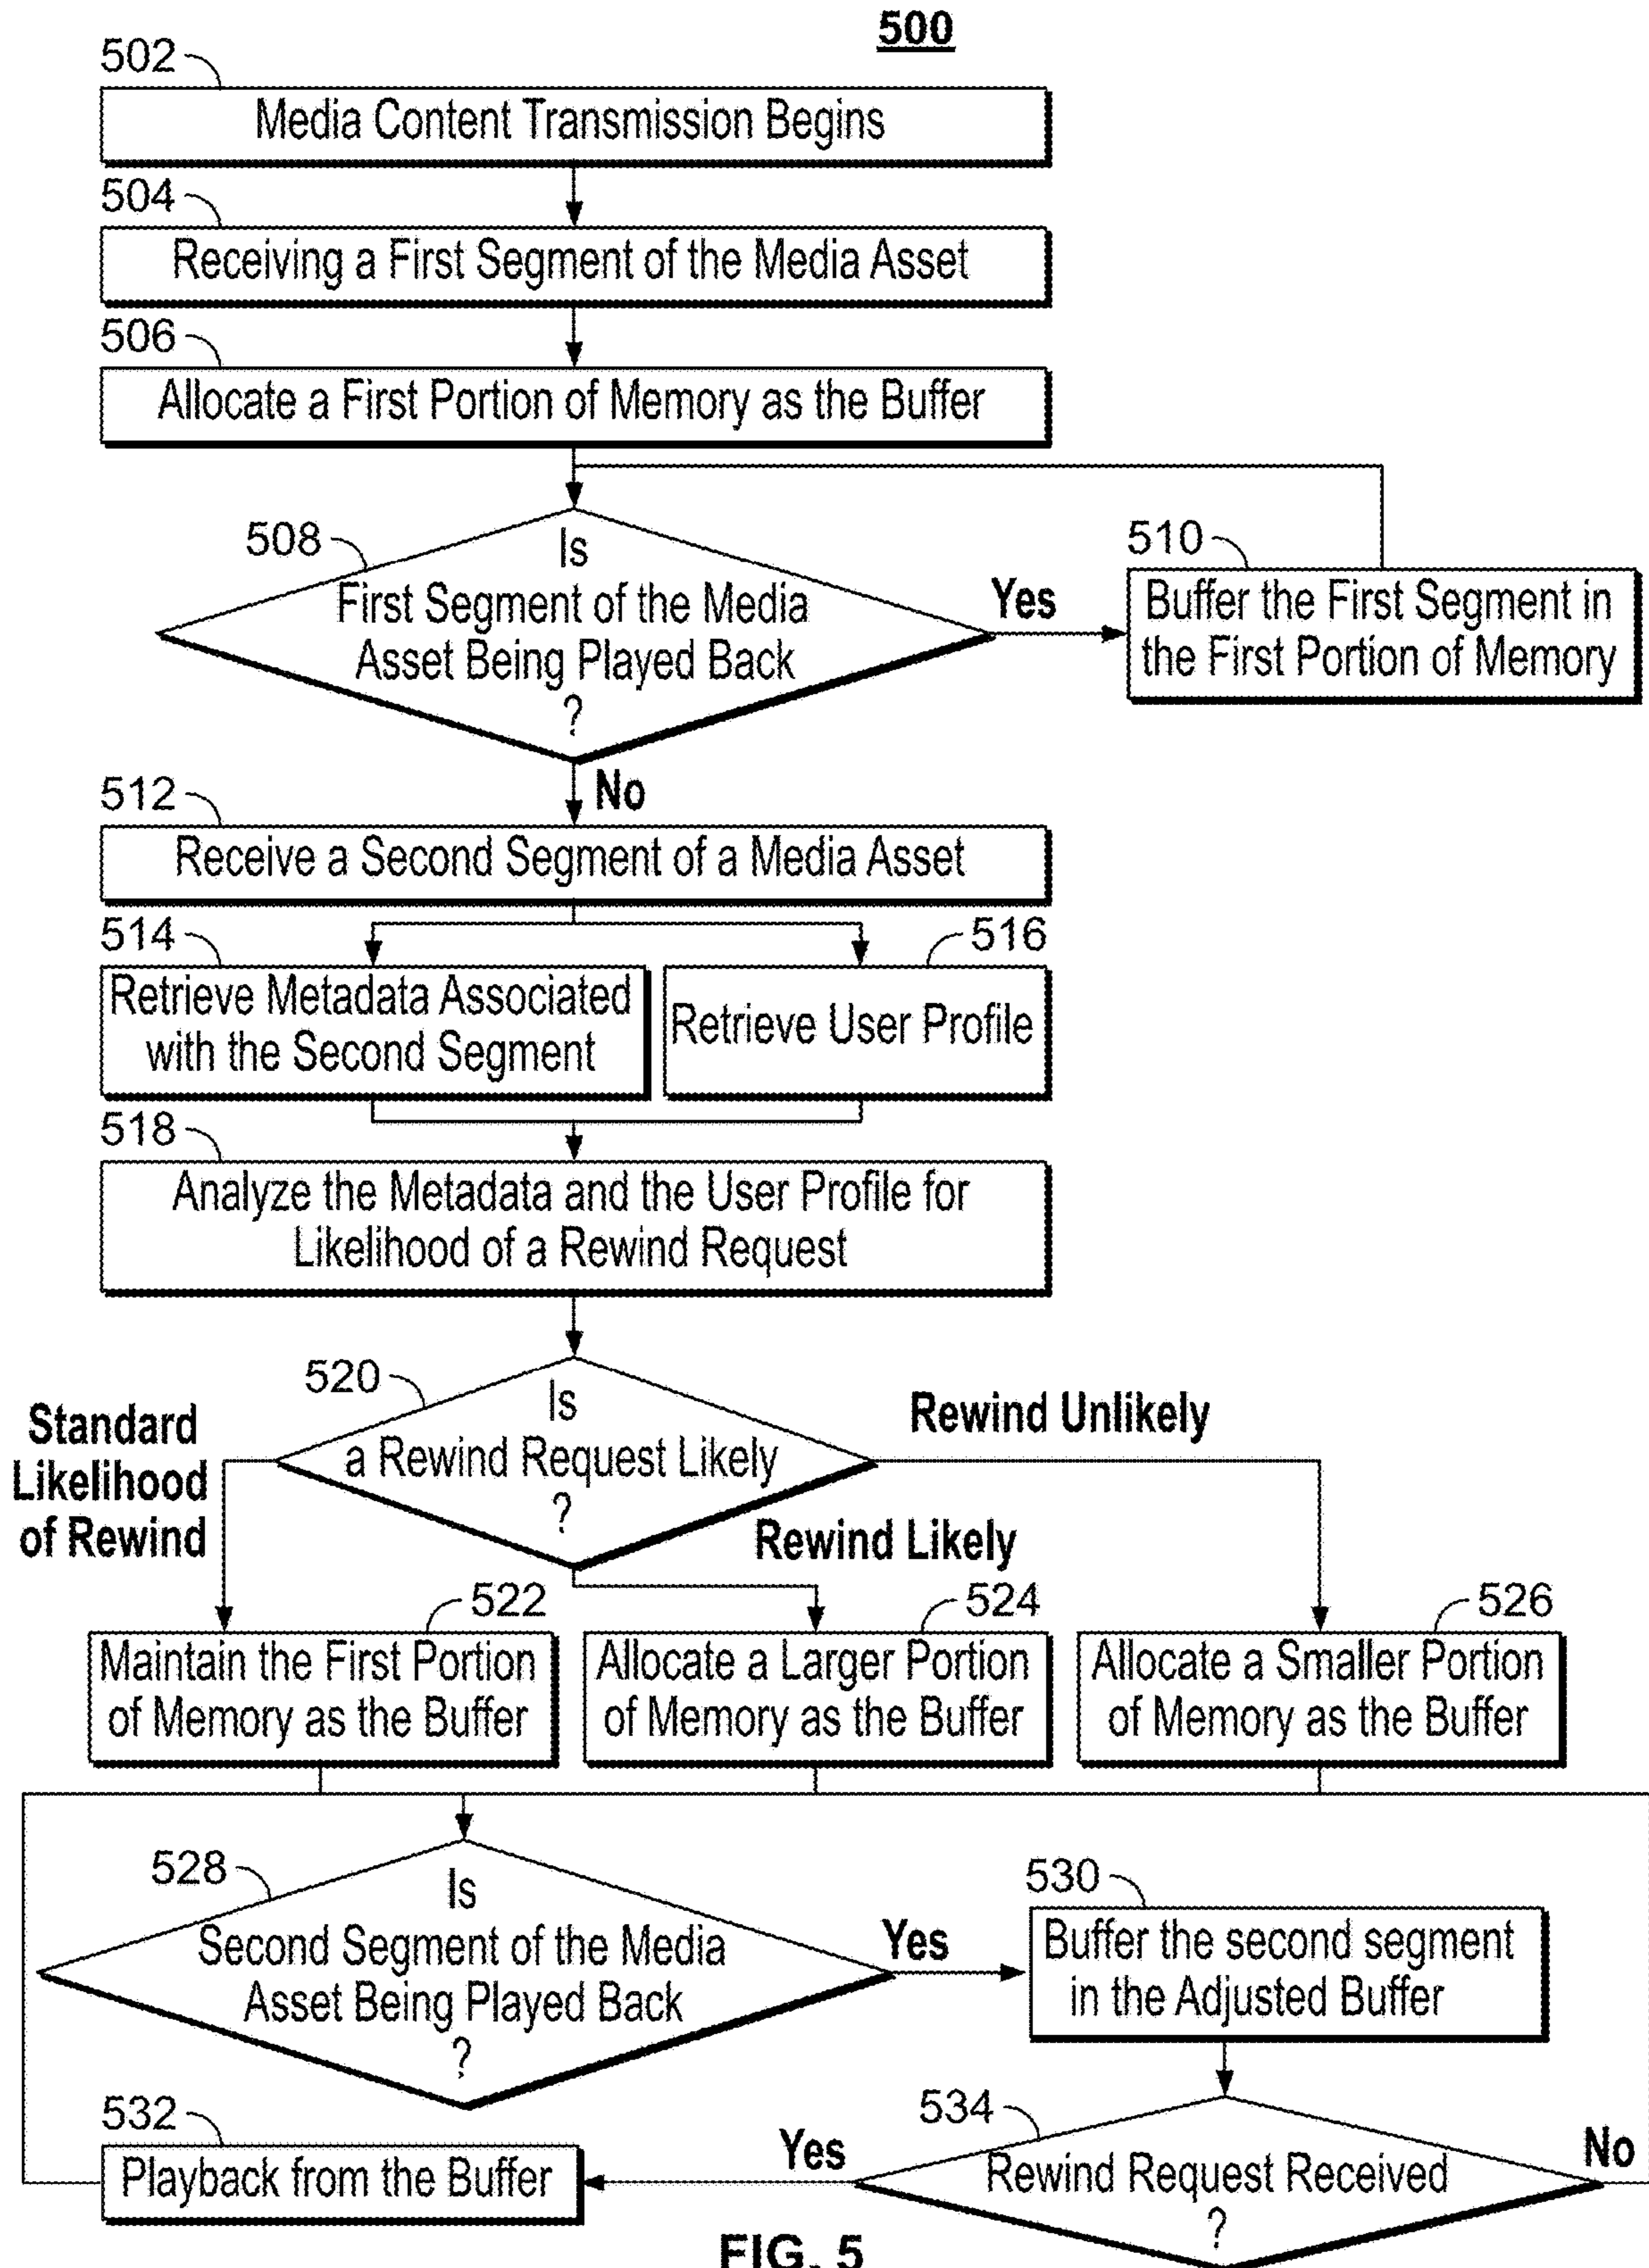 500
502
Media Content Transmission Begins
504
Receiving a First Segment of the Media Asset
506
Allocate a First Portion of Memory as the Buffer
508
Is
First Segment of the Media
Asset Being Played Back
?
Yes
510
Buffer the First Segment in
the First Portion of Memory
No
512
Receive a Second Segment of a Media Asset
514
Retrieve Metadata Associated
with the Second Segment
516
Retrieve User Profile
518
Analyze the Metadata and the User Profile for
Likelihood of a Rewind Request
520
Is
a Rewind Request Likely
?
Standard
Likelihood
of Rewind
Rewind Likely
Rewind Unlikely
522
Maintain the First Portion
of Memory as the Buffer
524
Allocate a Larger Portion
of Memory as the Buffer
526
Allocate a Smaller Portion
of Memory as the Buffer
528
Is
Second Segment of the Media
Asset Being Played Back
?
Yes
530
Buffer the second segment
in the Adjusted Buffer
532
Playback from the Buffer
Yes
534
Rewind Request Received
?
No
FIG. 5